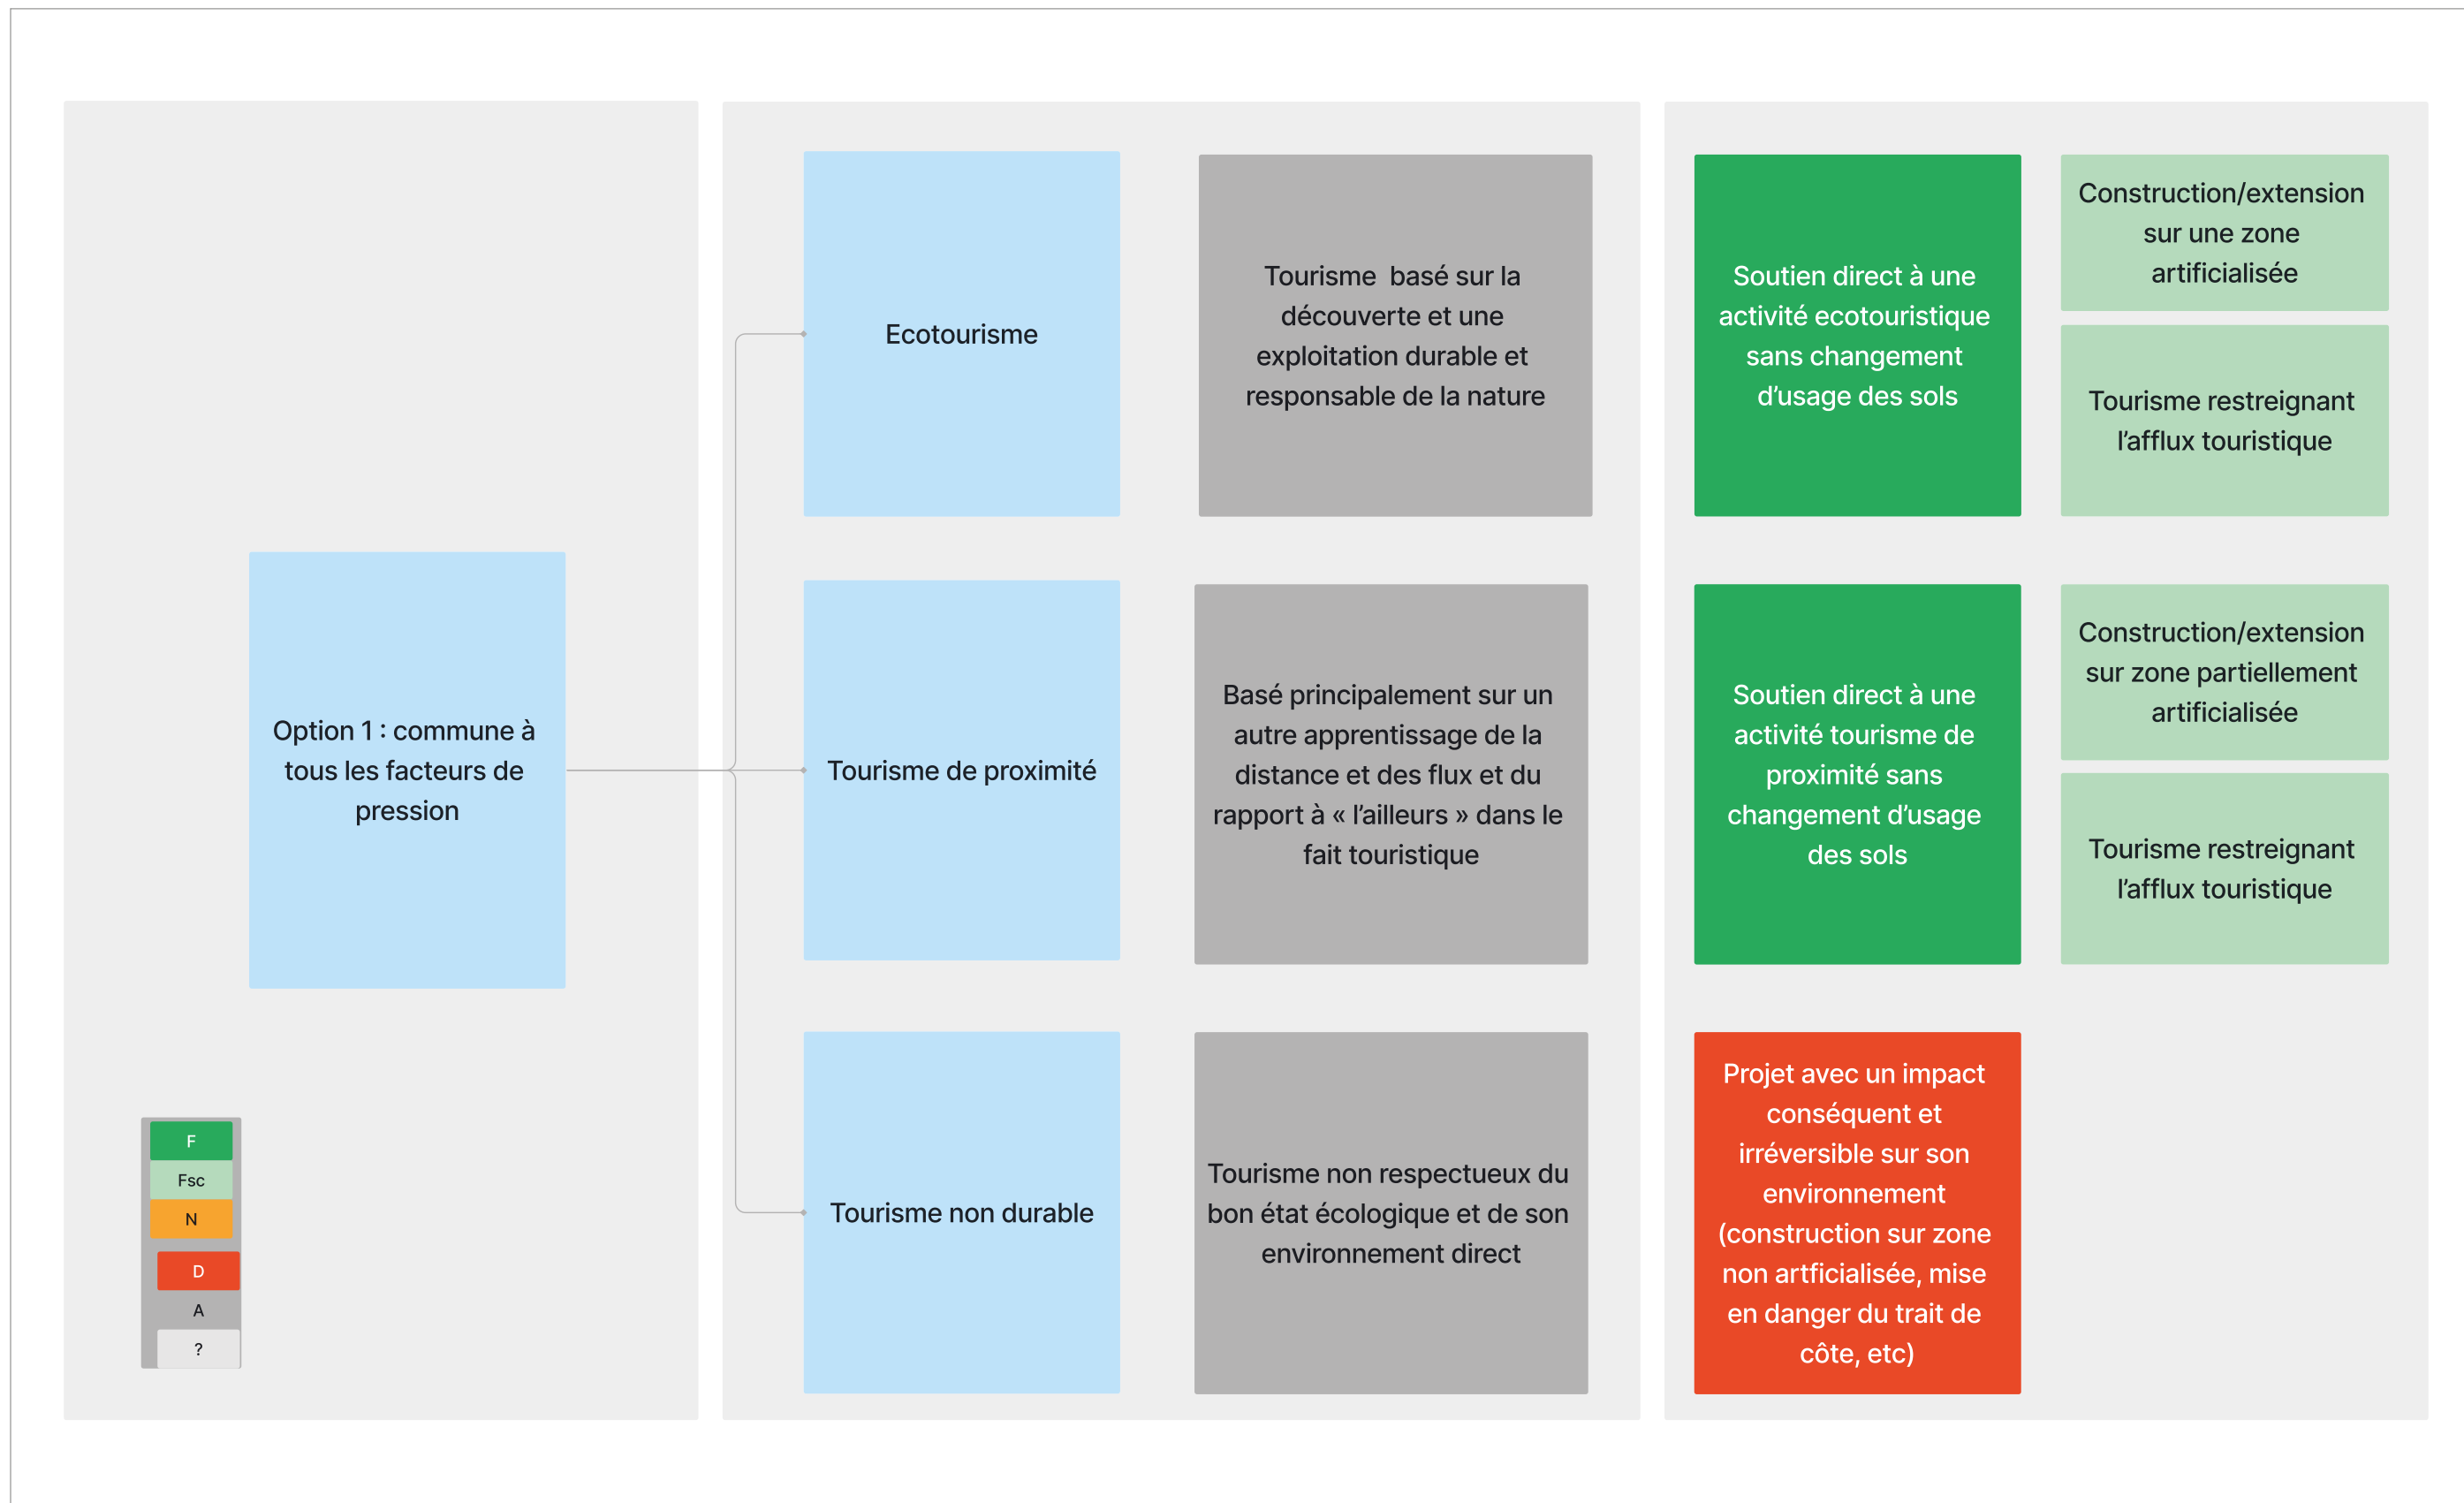 Option 1 : commune à
tous les facteurs de
pression
F
Fsc
N
D
A
?
Ecotourisme
Tourisme basé sur la
découverte et une
exploitation durable et
responsable de la nature
Soutien direct à une
activité ecotouristique
sans changement
d’usage des sols
Construction/extension
sur une zone
artificialisée
Tourisme restreignant
l’afflux touristique
Tourisme de proximité
Basé principalement sur un
autre apprentissage de la
distance et des flux et du
rapport à « l’ailleurs » dans le
fait touristique
Soutien direct à une
activité tourisme de
proximité sans
changement d’usage
des sols
Construction/extension
sur zone partiellement
artificialisée
Tourisme restreignant
l’afflux touristique
Tourisme non durable
Tourisme non respectueux du
bon état écologique et de son
environnement direct
Projet avec un impact
conséquent et
irréversible sur son
environnement
(construction sur zone
non artficialisée, mise
en danger du trait de
côte, etc)